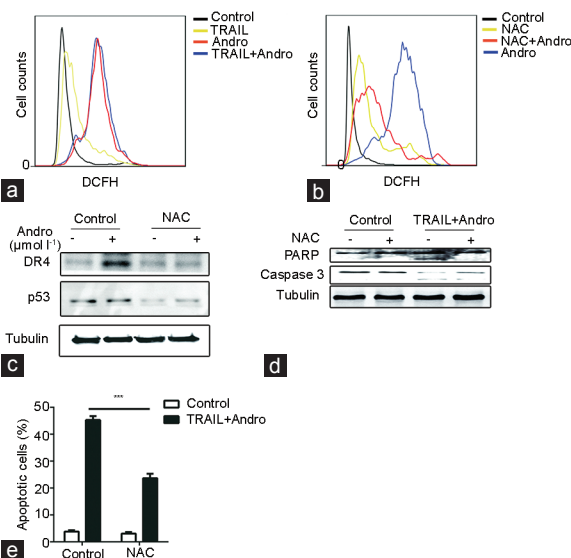 Control
TRAIL
Andro
TRAIL+Andro
Cell counts
0
DCFH
a
Control
NAC
NAC+Andro
Andro
Cell counts
0
DCFH
b
Control NAC
Andro
(µmol l-1) - + - +
DR4
p53
Tubulin
c
Control TRAIL+Andro
NAC - + - +
PARP
Caspase 3
Tubulin
d
Control
TRAIL+Andro
***
Apoptotic cells (%)
50
40
30
20
10
0
Control NAC
e